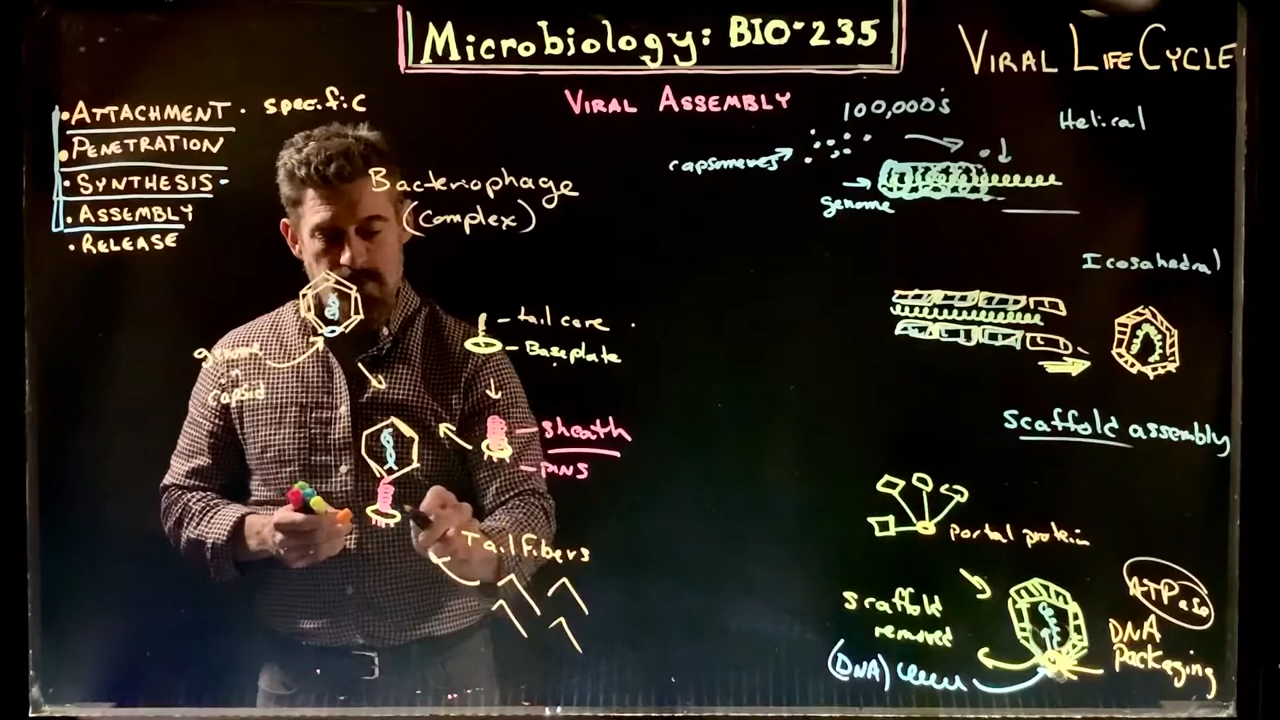 Microbiology: BIO-235
VIRAL LIFE CYCLE
• ATTACHMENT • specific
• PENETRATION
• SYNTHESIS •
• ASSEMBLY
• RELEASE
VIRAL ASSEMBLY
Bacteriophage
(Complex)
genome
in
capsid
- tail core
- Baseplate
- sheath
- PINS
Tail Fibers
100,000's
Helical
capsomeres
genome
Icosahedral
Scaffold assembly
portal protein
scaffold
removed
(DNA)
ATPase
DNA
Packaging